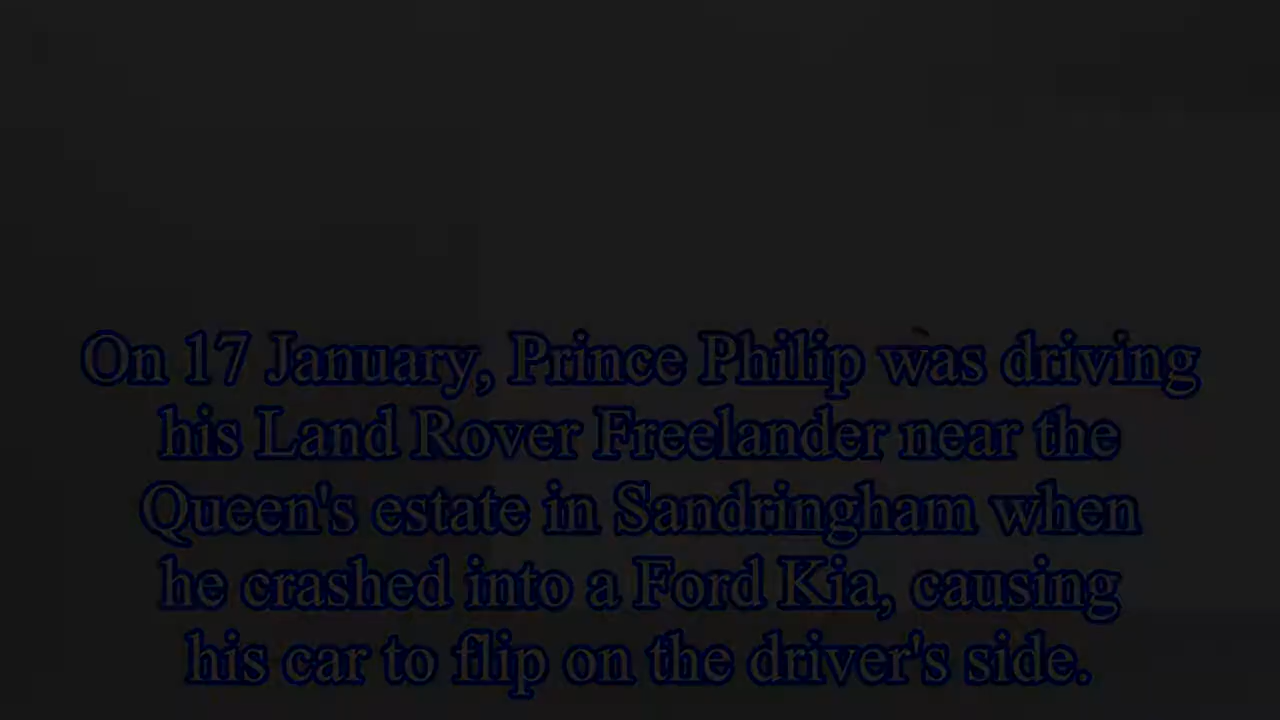 On 17 January, Prince Philip was driving
his Land Rover Freelander near the
Queen's estate in Sandringham when
he crashed into a Ford Kia, causing
his car to flip on the driver's side.